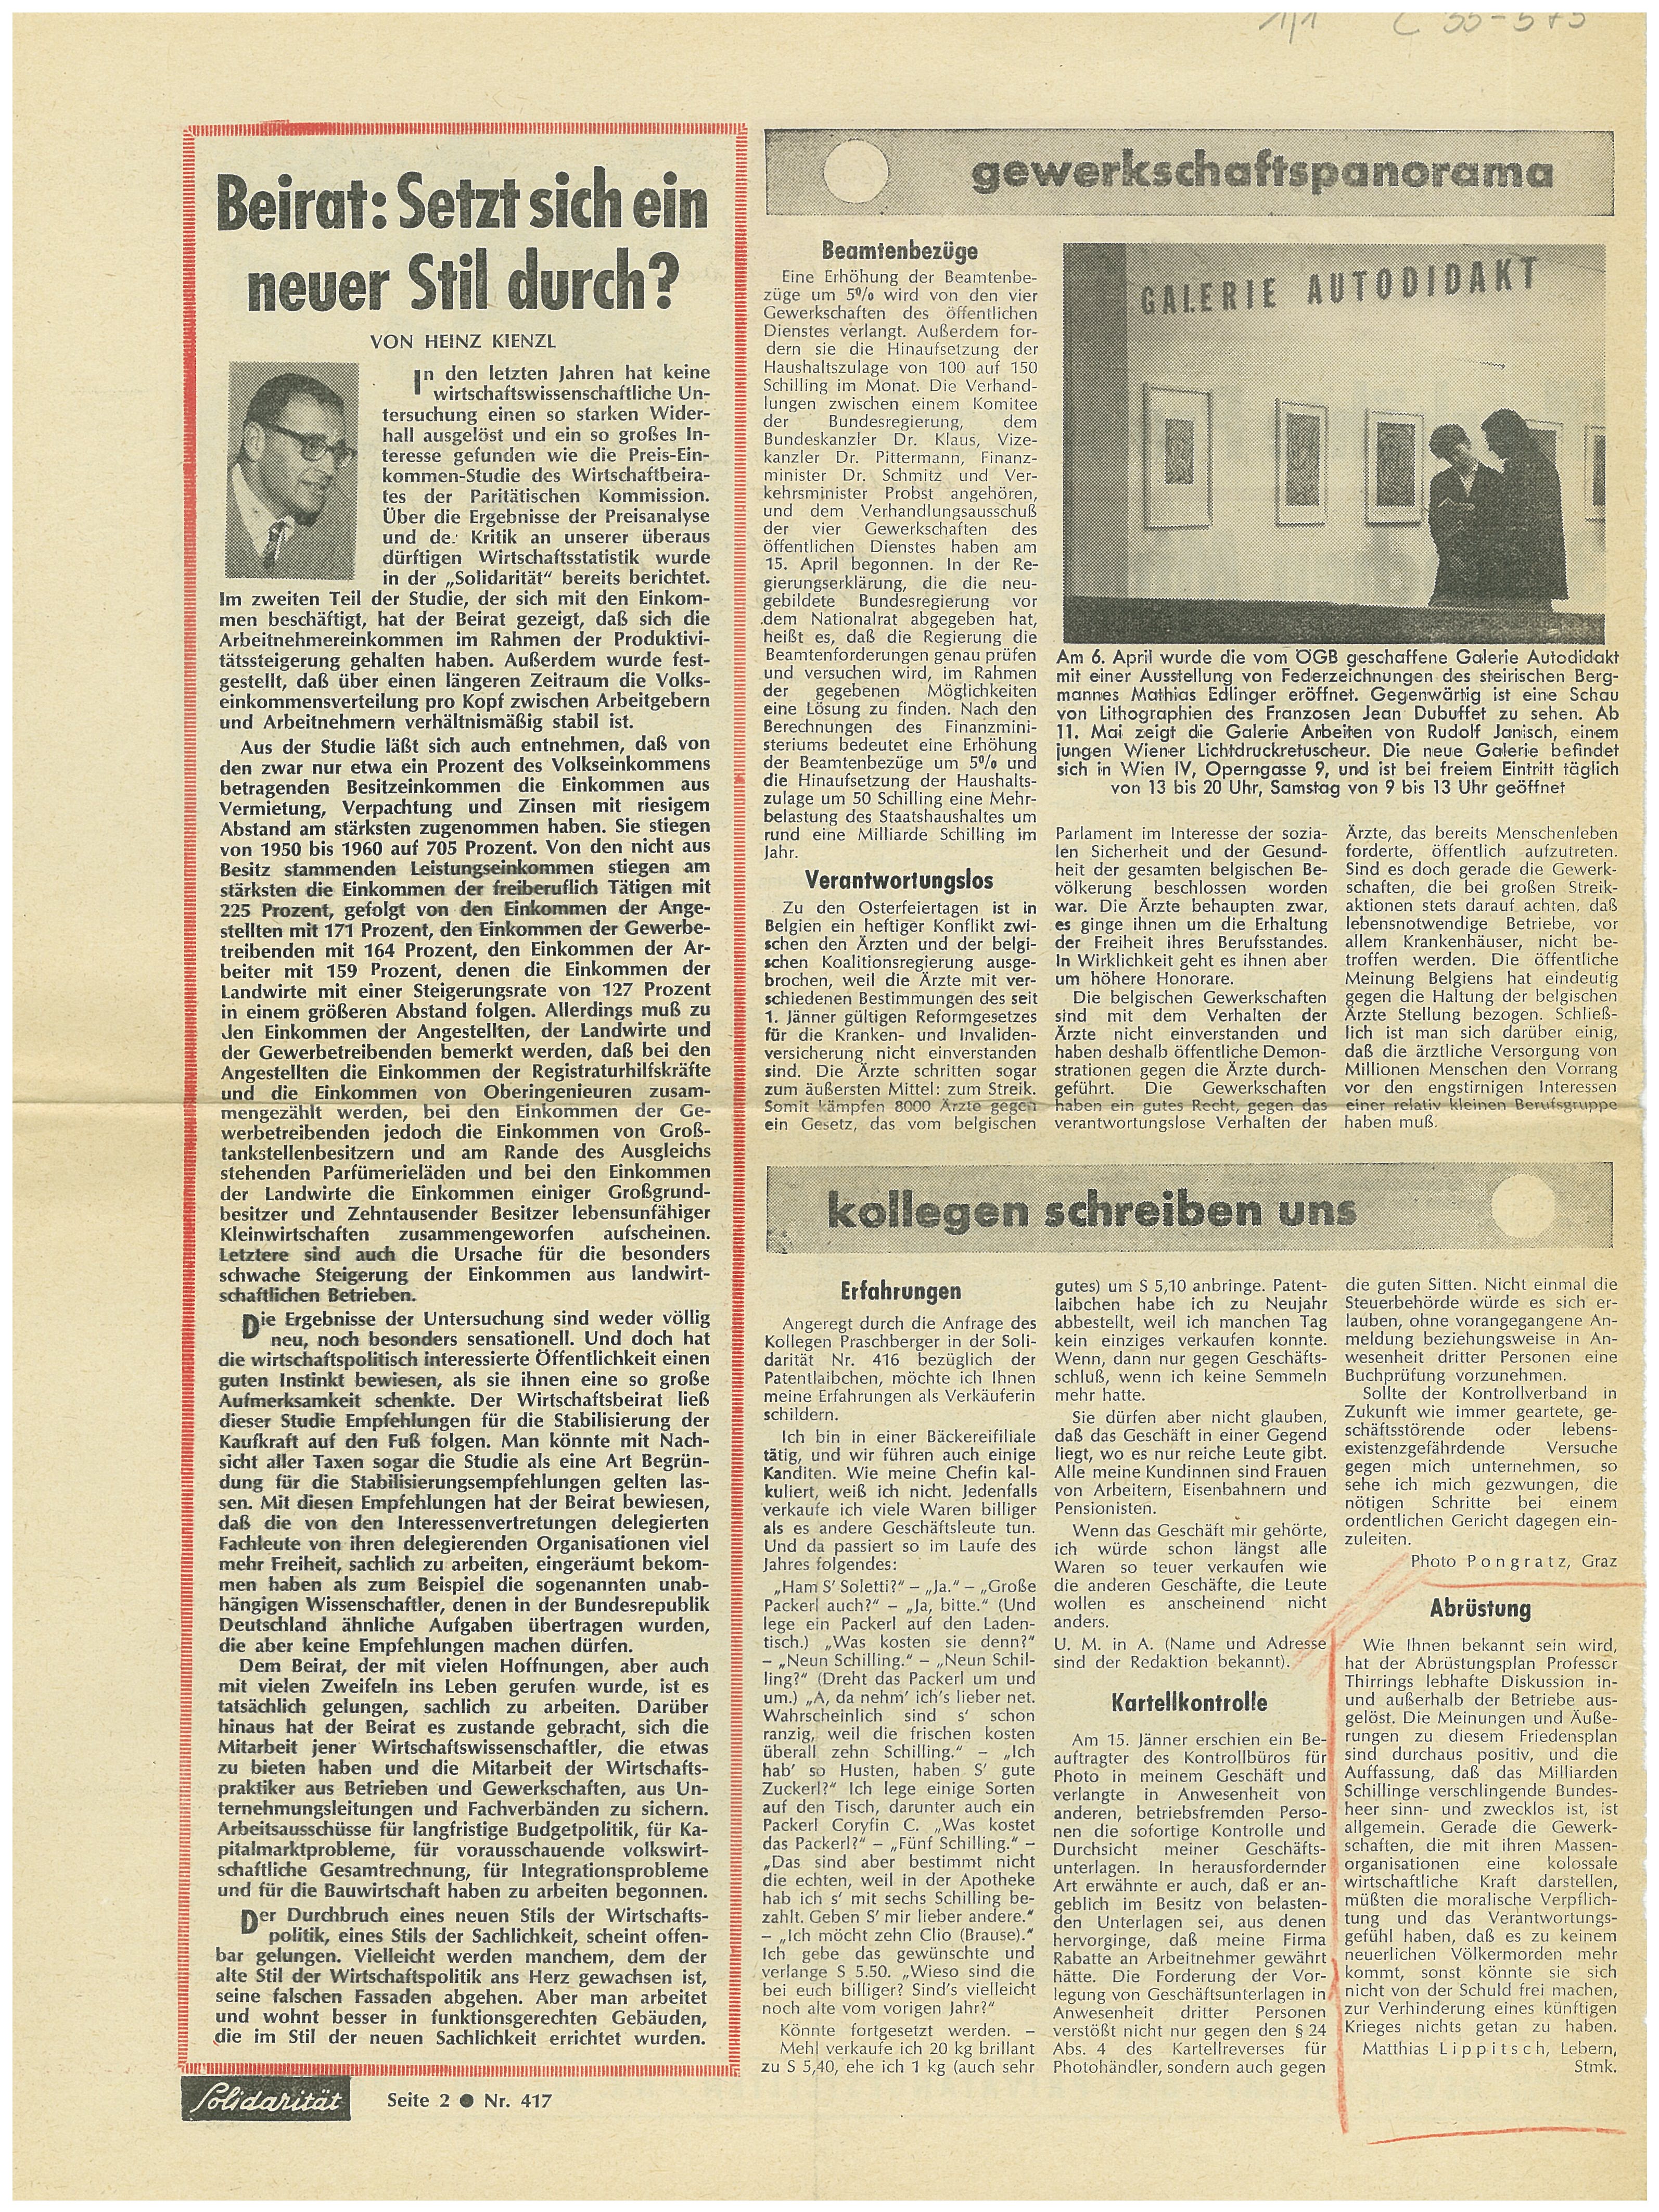 Beirat: Setzt sich ein
neuer Stil durch?
VON HEINZ KIENZL
In den letzten Jahren hat keine
wirtschaftswissenschaftliche Un-
tersuchung einen so starken Wider-
hall ausgelöst und ein so großes In-
teresse gefunden wie die Preis-Ein-
kommen-Studie des Wirtschaftbeira-
tes der Paritätischen Kommission.
Über die Ergebnisse der Preisanalyse
und der Kritik an unserer überaus
dürftigen Wirtschaftsstatistik wurde
in der „Solidarität“ bereits berichtet.
Im zweiten Teil der Studie, der sich mit den Einkom-
men beschäftigt, hat der Beirat gezeigt, daß sich die
Arbeitnehmereinkommen im Rahmen der Produktivi-
tätssteigerung gehalten haben. Außerdem wurde fest-
gestellt, daß über einen längeren Zeitraum die Volks-
einkommensverteilung pro Kopf zwischen Arbeitgebern
und Arbeitnehmern verhältnismäßig stabil ist.
Aus der Studie läßt sich auch entnehmen, daß von
den zwar nur etwa ein Prozent des Volkseinkommens
betragenden Besitzeinkommen die Einkommen aus
Vermietung, Verpachtung und Zinsen mit riesigem
Abstand am stärksten zugenommen haben. Sie stiegen
von 1950 bis 1960 auf 705 Prozent. Von den nicht aus
Besitz stammenden Leistungseinkommen stiegen am
stärksten die Einkommen der freiberuflich Tätigen mit
225 Prozent, gefolgt von den Einkommen der Ange-
stellten mit 171 Prozent, den Einkommen der Gewerbe-
treibenden mit 164 Prozent, den Einkommen der Ar-
beiter mit 159 Prozent, denen die Einkommen der
Landwirte mit einer Steigerungsrate von 127 Prozent
in einem größeren Abstand folgen. Allerdings muß zu
den Einkommen der Angestellten, der Landwirte und
der Gewerbetreibenden bemerkt werden, daß bei den
Angestellten die Einkommen der Registraturhilfskräfte
und die Einkommen von Oberingenieuren zusam-
mengezählt werden, bei den Einkommen der Ge-
werbetreibenden jedoch die Einkommen von Groß-
tankstellenbesitzern und am Rande des Ausgleichs
stehenden Parfümerieläden und bei den Einkommen
der Landwirte die Einkommen einiger Großgrund-
besitzer und Zehntausender Besitzer lebensunfähiger
Kleinwirtschaften zusammengeworfen aufscheinen.
Letztere sind auch die Ursache für die besonders
schwache Steigerung der Einkommen aus landwirt-
schaftlichen Betrieben.
Die Ergebnisse der Untersuchung sind weder völlig
neu, noch besonders sensationell. Und doch hat
die wirtschaftspolitisch interessierte Öffentlichkeit einen
guten Instinkt bewiesen, als sie ihnen eine so große
Aufmerksamkeit schenkte. Der Wirtschaftsbeirat ließ
dieser Studie Empfehlungen für die Stabilisierung der
Kaufkraft auf den Fuß folgen. Man könnte mit Nach-
sicht aller Taxen sogar die Studie als eine Art Begrün-
dung für die Stabilisierungsempfehlungen gelten las-
sen. Mit diesen Empfehlungen hat der Beirat bewiesen,
daß die von den Interessenvertretungen delegierten
Fachleute von ihren delegierenden Organisationen viel
mehr Freiheit, sachlich zu arbeiten, eingeräumt bekom-
men haben als zum Beispiel die sogenannten unab-
hängigen Wissenschaftler, denen in der Bundesrepublik
Deutschland ähnliche Aufgaben übertragen wurden,
die aber keine Empfehlungen machen dürfen.
Dem Beirat, der mit vielen Hoffnungen, aber auch
mit vielen Zweifeln ins Leben gerufen wurde, ist es
tatsächlich gelungen, sachlich zu arbeiten. Darüber
hinaus hat der Beirat es zustande gebracht, sich die
Mitarbeit jener Wirtschaftswissenschaftler, die etwas
zu bieten haben und die Mitarbeit der Wirtschafts-
praktiker aus Betrieben und Gewerkschaften, aus Un-
ternehmungsleitungen und Fachverbänden zu sichern.
Arbeitsausschüsse für langfristige Budgetpolitik, für Ka-
pitalmarktprobleme, für vorausschauende volkswirt-
schaftliche Gesamtrechnung, für Integrationsprobleme
und für die Bauwirtschaft haben zu arbeiten begonnen.
Der Durchbruch eines neuen Stils der Wirtschafts-
politik, eines Stils der Sachlichkeit, scheint offen-
bar gelungen. Vielleicht werden manchem, dem der
alte Stil der Wirtschaftspolitik ans Herz gewachsen ist,
seine falschen Fassaden abgehen. Aber man arbeitet
und wohnt besser in funktionsgerechten Gebäuden,
die im Stil der neuen Sachlichkeit errichtet wurden.
Solidarität Seite 2 ● Nr. 417
gewerkschaftspanorama
Beamtenbezüge
Eine Erhöhung der Beamtenbe-
züge um 5% wird von den vier
Gewerkschaften des öffentlichen
Dienstes verlangt. Außerdem for-
dern sie die Hinaufsetzung der
Haushaltszulage von 100 auf 150
Schilling im Monat. Die Verhand-
lungen zwischen einem Komitee
der Bundesregierung, dem
Bundeskanzler Dr. Klaus, Vize-
kanzler Dr. Pittermann, Finanz-
minister Dr. Schmitz und Ver-
kehrsminister Probst angehören,
und dem Verhandlungsausschuß
der vier Gewerkschaften des
öffentlichen Dienstes haben am
15. April begonnen. In der Re-
gierungserklärung, die die neu-
gebildete Bundesregierung vor
dem Nationalrat abgegeben hat,
heißt es, daß die Regierung die
Beamtenforderungen genau prüfen
und versuchen wird, im Rahmen
der gegebenen Möglichkeiten
eine Lösung zu finden. Nach den
Berechnungen des Finanzmini-
steriums bedeutet eine Erhöhung
der Beamtenbezüge um 5% und
die Hinaufsetzung der Haushalts-
zulage um 50 Schilling eine Mehr-
belastung des Staatshaushaltes um
rund eine Milliarde Schilling im
Jahr.
GALERIE AUTODIDAKT
Am 6. April wurde die vom ÖGB geschaffene Galerie Autodidakt
mit einer Ausstellung von Federzeichnungen des steirischen Berg-
mannes Mathias Edlinger eröffnet. Gegenwärtig ist eine Schau
von Lithographien des Franzosen Jean Dubuffet zu sehen. Ab
11. Mai zeigt die Galerie Arbeiten von Rudolf Janisch, einem
jungen Wiener Lichtdruckretuscheur. Die neue Galerie befindet
sich in Wien IV, Operngasse 9, und ist bei freiem Eintritt täglich
von 13 bis 20 Uhr, Samstag von 9 bis 13 Uhr geöffnet
Verantwortungslos
Zu den Osterfeiertagen ist in
Belgien ein heftiger Konflikt zwi-
schen den Ärzten und der belgi-
schen Koalitionsregierung ausge-
brochen, weil die Ärzte mit ver-
schiedenen Bestimmungen des seit
1. Jänner gültigen Reformgesetzes
für die Kranken- und Invaliden-
versicherung nicht einverstanden
sind. Die Ärzte schritten sogar
zum äußersten Mittel: zum Streik.
Somit kämpfen 8000 Ärzte gegen
ein Gesetz, das vom belgischen
Parlament im Interesse der sozia-
len Sicherheit und der Gesund-
heit der gesamten belgischen Be-
völkerung beschlossen worden
war. Die Ärzte behaupten zwar,
es ginge ihnen um die Erhaltung
der Freiheit ihres Berufsstandes.
In Wirklichkeit geht es ihnen aber
um höhere Honorare.
Die belgischen Gewerkschaften
sind mit dem Verhalten der
Ärzte nicht einverstanden und
haben deshalb öffentliche Demon-
strationen gegen die Ärzte durch-
geführt. Die Gewerkschaften
haben ein gutes Recht, gegen das
verantwortungslose Verhalten der
Ärzte, das bereits Menschenleben
forderte, öffentlich aufzutreten.
Sind es doch gerade die Gewerk-
schaften, die bei großen Streik-
aktionen stets darauf achten, daß
lebensnotwendige Betriebe, vor
allem Krankenhäuser, nicht be-
troffen werden. Die öffentliche
Meinung Belgiens hat eindeutig
gegen die Haltung der belgischen
Ärzte Stellung bezogen. Schließ-
lich ist man sich darüber einig,
daß die ärztliche Versorgung von
Millionen Menschen den Vorrang
vor den engstirnigen Interessen
einer relativ kleinen Berufsgruppe
haben muß.
kollegen schreiben uns
Erfahrungen
Angeregt durch die Anfrage des
Kollegen Praschberger in der Soli-
darität Nr. 416 bezüglich der
Patentlaibchen, möchte ich Ihnen
meine Erfahrungen als Verkäuferin
schildern.
Ich bin in einer Bäckereifiliale
tätig, und wir führen auch einige
Kanditen. Wie meine Chefin kal-
kuliert, weiß ich nicht. Jedenfalls
verkaufe ich viele Waren billiger
als es andere Geschäftsleute tun.
Und da passiert so im Laufe des
Jahres folgendes:
„Ham S’ Soletti?“ – „Ja.“ – „Große
Packerl auch?“ – „Ja, bitte.“ (Und
lege ein Packerl auf den Laden-
tisch.) „Was kosten sie denn?“
– „Neun Schilling.“ – „Neun Schil-
ling?“ (Dreht das Packerl um und
um.) „A, da nehm’ ich’s lieber net.
Wahrscheinlich sind s’ schon
ranzig, weil die frischen kosten
überall zehn Schilling.“ – „Ich
hab’ so Husten, haben S’ gute
Zuckerl?“ Ich lege einige Sorten
auf den Tisch, darunter auch ein
Packerl Coryfin C. „Was kostet
das Packerl?“ – „Fünf Schilling.“ –
„Das sind aber bestimmt nicht
die echten, weil in der Apotheke
hab ich s’ mit sechs Schilling be-
zahlt. Geben S’ mir lieber andere.“
– „Ich möcht zehn Clio (Brause).“
Ich gebe das gewünschte und
verlange S 5.50. „Wieso sind die
bei euch billiger? Sind’s vielleicht
noch alte vom vorigen Jahr?“
Könnte fortgesetzt werden. –
Mehl verkaufe ich 20 kg brillant
zu S 5,40, ehe ich 1 kg (auch sehr
gutes) um S 5,10 anbringe. Patent-
laibchen habe ich zu Neujahr
abbestellt, weil ich manchen Tag
kein einziges verkaufen konnte.
Wenn, dann nur gegen Geschäfts-
schluß, wenn ich keine Semmeln
mehr hatte.
Sie dürfen aber nicht glauben,
daß das Geschäft in einer Gegend
liegt, wo es nur reiche Leute gibt.
Alle meine Kundinnen sind Frauen
von Arbeitern, Eisenbahnern und
Pensionisten.
Wenn das Geschäft mir gehörte,
ich würde schon längst alle
Waren so teuer verkaufen wie
die anderen Geschäfte, die Leute
wollen es anscheinend nicht
anders.
U. M. in A. (Name und Adresse
sind der Redaktion bekannt).
Kartellkontrolle
Am 15. Jänner erschien ein Be-
auftragter des Kontrollbüros für
Photo in meinem Geschäft und
verlangte in Anwesenheit von
anderen, betriebsfremden Perso-
nen die sofortige Kontrolle und
Durchsicht meiner Geschäfts-
unterlagen. In herausfordernder
Art erwähnte er auch, daß er an-
geblich im Besitz von belasten-
den Unterlagen sei, aus denen
hervorginge, daß meine Firma
Rabatte an Arbeitnehmer gewährt
hätte. Die Forderung der Vor-
legung von Geschäftsunterlagen in
Anwesenheit dritter Personen
verstößt nicht nur gegen den § 24
Abs. 4 des Kartellreverses für
Photohändler, sondern auch gegen
die guten Sitten. Nicht einmal die
Steuerbehörde würde es sich er-
lauben, ohne vorangegangene An-
meldung beziehungsweise in An-
wesenheit dritter Personen eine
Buchprüfung vorzunehmen.
Sollte der Kontrollverband in
Zukunft wie immer geartete, ge-
schäftsstörende oder lebens-
existenzgefährdende Versuche
gegen mich unternehmen, so
sehe ich mich gezwungen, die
nötigen Schritte bei einem
ordentlichen Gericht dagegen ein-
zuleiten.
Photo Pongratz, Graz
Abrüstung
Wie Ihnen bekannt sein wird,
hat der Abrüstungsplan Professor
Thirrings lebhafte Diskussion in-
und außerhalb der Betriebe aus-
gelöst. Die Meinungen und Äuße-
rungen zu diesem Friedensplan
sind durchaus positiv, und die
Auffassung, daß das Milliarden
Schillinge verschlingende Bundes-
heer sinn- und zwecklos ist, ist
allgemein. Gerade die Gewerk-
schaften, die mit ihren Massen-
organisationen eine kolossale
wirtschaftliche Kraft darstellen,
müßten die moralische Verpflich-
tung und das Verantwortungs-
gefühl haben, daß es zu keinem
neuerlichen Völkermorden mehr
kommt, sonst könnte sie sich
nicht von der Schuld frei machen,
zur Verhinderung eines künftigen
Krieges nichts getan zu haben.
Matthias Lippitsch, Lebern,
Stmk.